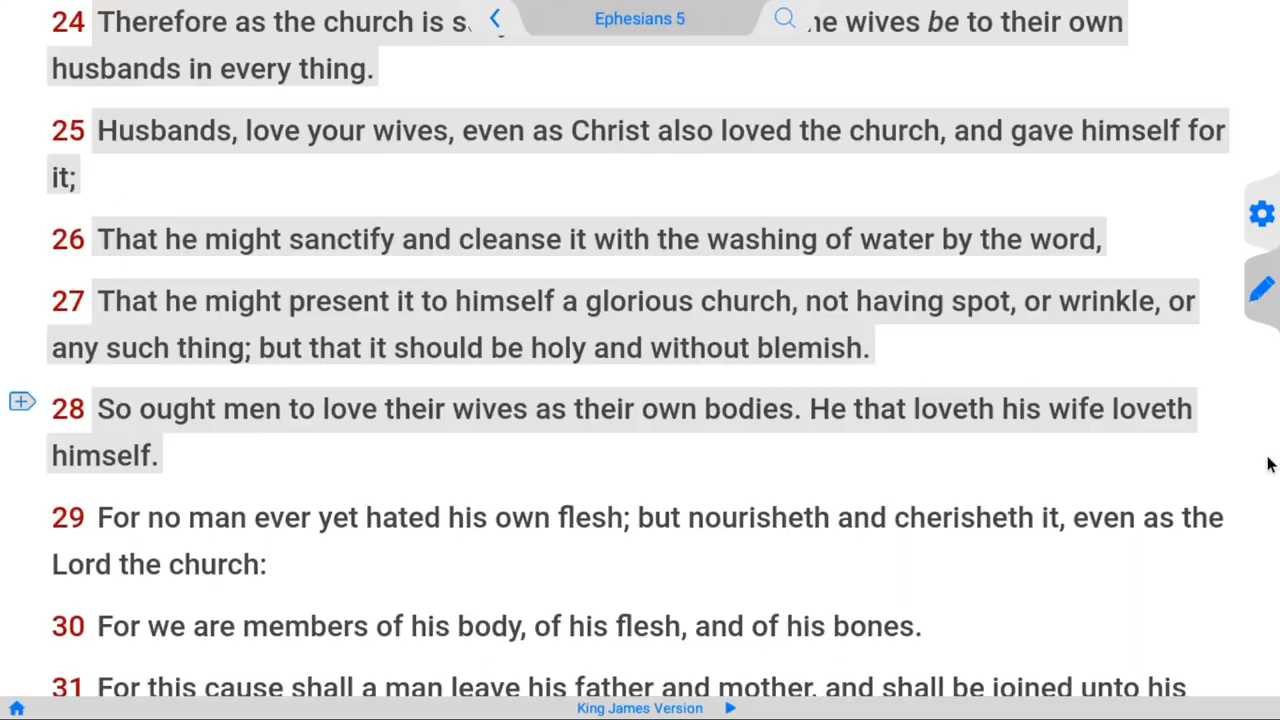 Ephesians 5
24 Therefore as the church is wives be to their own
husbands in every thing.
25 Husbands, love your wives, even as Christ also loved the church, and gave himself for
it;
26 That he might sanctify and cleanse it with the washing of water by the word,
27 That he might present it to himself a glorious church, not having spot, or wrinkle, or
any such thing; but that it should be holy and without blemish.
28 So ought men to love their wives as their own bodies. He that loveth his wife loveth
himself.
29 For no man ever yet hated his own flesh; but nourisheth and cherisheth it, even as the
Lord the church:
30 For we are members of his body, of his flesh, and of his bones.
31 For this cause shall a man leave his father and mother, and shall be joined unto his
King James Version